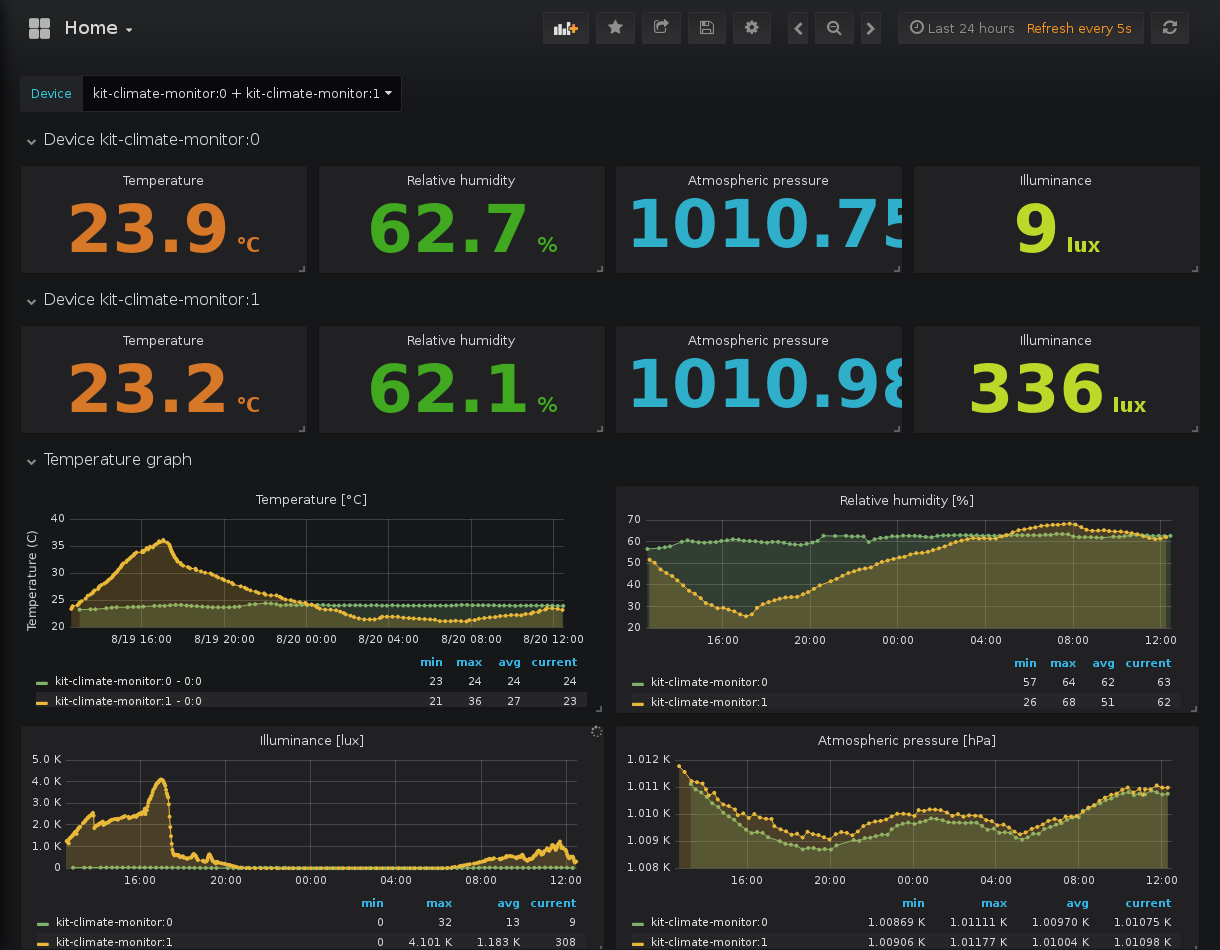 Home
Last 24 hours Refresh every 5s
Device kit-climate-monitor:0 + kit-climate-monitor:1
Device kit-climate-monitor:0
Temperature Relative humidity Atmospheric pressure Illuminance
23.9 °C 62.7 % 1010.75 9 lux
Device kit-climate-monitor:1
Temperature Relative humidity Atmospheric pressure Illuminance
23.2 °C 62.1 % 1010.98 336 lux
Temperature graph
Temperature [°C]
Temperature (C)
40
35
30
25
20
8/19 16:00 8/19 20:00 8/20 00:00 8/20 04:00 8/20 08:00 8/20 12:00
min max avg current
kit-climate-monitor:0 - 0:0 23 24 24 24
kit-climate-monitor:1 - 0:0 21 36 27 23
Relative humidity [%]
70
60
50
40
30
20
16:00 20:00 00:00 04:00 08:00 12:00
min max avg current
kit-climate-monitor:0 57 64 62 63
kit-climate-monitor:1 26 68 51 62
Illuminance [lux]
5.0 K
4.0 K
3.0 K
2.0 K
1.0 K
0
16:00 20:00 00:00 04:00 08:00 12:00
min max avg current
kit-climate-monitor:0 0 32 13 9
kit-climate-monitor:1 0 4.101 K 1.183 K 308
Atmospheric pressure [hPa]
1.012 K
1.011 K
1.010 K
1.009 K
1.008 K
16:00 20:00 00:00 04:00 08:00 12:00
min max avg current
kit-climate-monitor:0 1.00869 K 1.01111 K 1.00970 K 1.01075 K
kit-climate-monitor:1 1.00906 K 1.01177 K 1.01004 K 1.01098 K